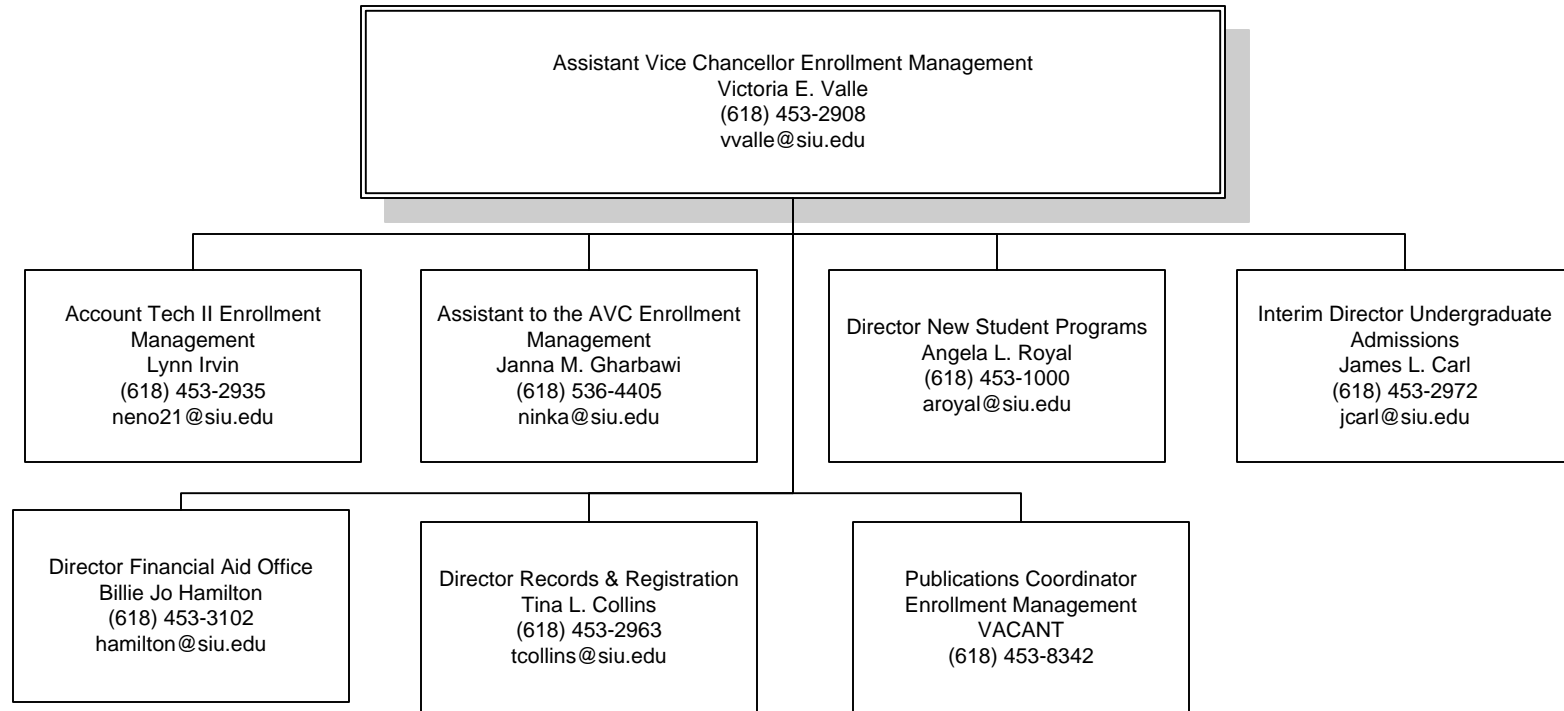 Assistant Vice Chancellor Enrollment Management
Victoria E. Valle
(618) 453-2908
vvalle@siu.edu
Account Tech II Enrollment
Management
Lynn Irvin
(618) 453-2935
neno21@siu.edu
Assistant to the AVC Enrollment
Management
Janna M. Gharbawi
(618) 536-4405
ninka@siu.edu
Director New Student Programs
Angela L. Royal
(618) 453-1000
aroyal@siu.edu
Interim Director Undergraduate
Admissions
James L. Carl
(618) 453-2972
jcarl@siu.edu
Director Financial Aid Office
Billie Jo Hamilton
(618) 453-3102
hamilton@siu.edu
Director Records & Registration
Tina L. Collins
(618) 453-2963
tcollins@siu.edu
Publications Coordinator
Enrollment Management
VACANT
(618) 453-8342